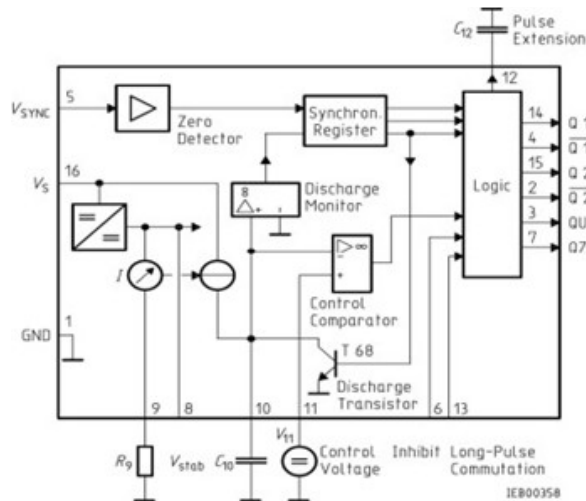 C12
Pulse
Extension
12
5
VSYNC
Zero
Detector
Synchron.
Register
Logic
14
Q 1
4
Q 1
15
Q 2
2
Q 2
3
QU
7
Q7
16
VS
8
+
-
Discharge
Monitor
∞
-
+
Control
Comparator
I
1
GND
T 68
Discharge
Transistor
9
8
10
11
6
13
R9
Vstab
C10
V11
Control
Voltage
Inhibit
Long-Pulse
Commutation
IEB00358